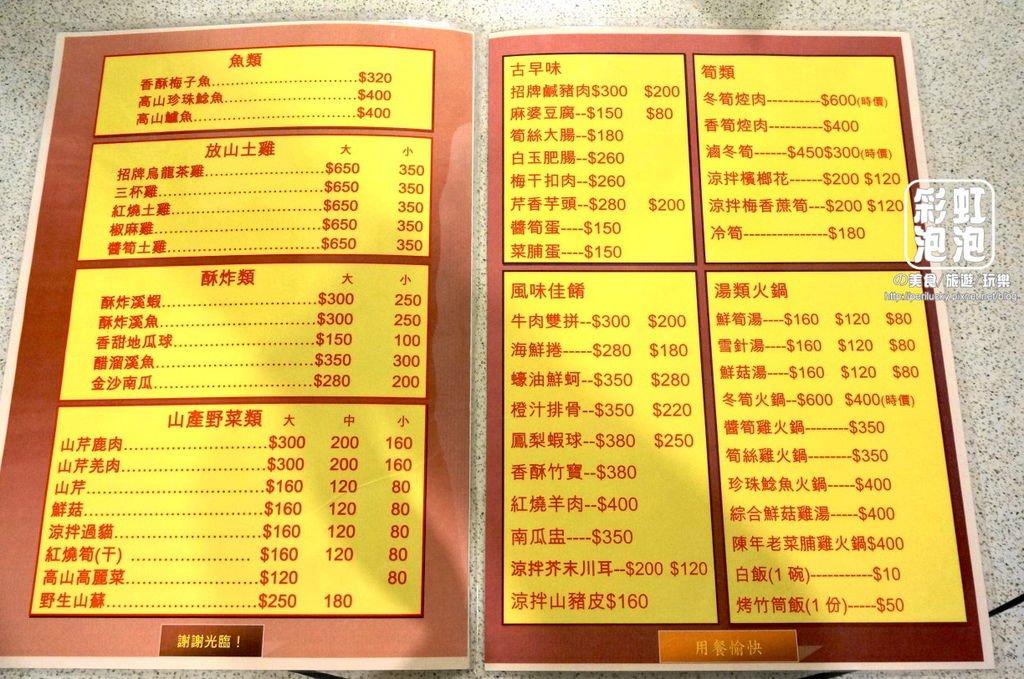 魚類
香酥梅子魚..............................$320
高山珍珠鯰魚..............................$400
高山鱸魚..............................$400
放山土雞 大 小
招牌烏龍茶雞..............................$650 350
三杯雞..............................$650 350
紅燒土雞..............................$650 350
椒麻雞..............................$650 350
醬筍土雞..............................$650 350
酥炸類 大 小
酥炸溪蝦..............................$300 250
酥炸溪魚..............................$300 250
香甜地瓜球..............................$150 100
醋溜溪魚..............................$350 300
金沙南瓜..............................$280 200
山產野菜類 大 中 小
山芹鹿肉..............................$300 200 160
山芹羌肉..............................$300 200 160
山芹..............................$160 120 80
鮮菇..............................$160 120 80
涼拌過貓..............................$160 120 80
紅燒筍(干)..............................$160 120 80
高山高麗菜..............................$120 80
野生山蘇..............................$250 180
謝謝光臨！
古早味
招牌鹹豬肉$300 $200
麻婆豆腐--$150 $80
筍絲大腸--$180
白玉肥腸--$260
梅干扣肉--$260
芹香芋頭--$280 $200
醬筍蛋----$150
菜脯蛋----$150
風味佳餚
牛肉雙拼--$300 $200
海鮮捲-----$280 $180
蠔油鮮蚵--$350 $280
橙汁排骨--$350 $220
鳳梨蝦球--$380 $250
香酥竹寶--$380
紅燒羊肉--$400
南瓜盅----$350
涼拌芥末川耳--$200 $120
涼拌山豬皮$160
筍類
冬筍焢肉----------$600(時價)
香筍焢肉----------$400
滷冬筍------$450$300(時價)
涼拌檳榔花------$200 $120
涼拌梅香蔗筍---$200 $120
冷筍---------------$180
湯類火鍋
鮮筍湯----$160 $120 $80
雪針湯----$160 $120 $80
鮮菇湯----$160 $120 $80
冬筍火鍋--$600 $400(時價)
醬筍雞火鍋--------$350
筍絲雞火鍋--------$350
珍珠鯰魚火鍋-----$400
綜合鮮菇雞湯-----$400
陳年老菜脯雞火鍋$400
白飯(1 碗)-----------$10
烤竹筒飯(1 份)-----$50
用餐愉快
彩虹泡泡
の美食/旅遊/玩樂